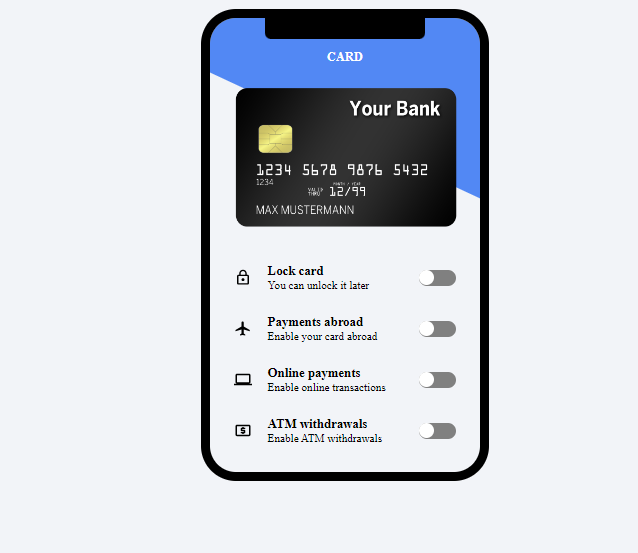 CARD
Your Bank
1234 5678 9876 5432
1234
MONTH / YEAR
VALID
THRU
12/99
MAX MUSTERMANN
Lock card
You can unlock it later
Payments abroad
Enable your card abroad
Online payments
Enable online transactions
ATM withdrawals
Enable ATM withdrawals